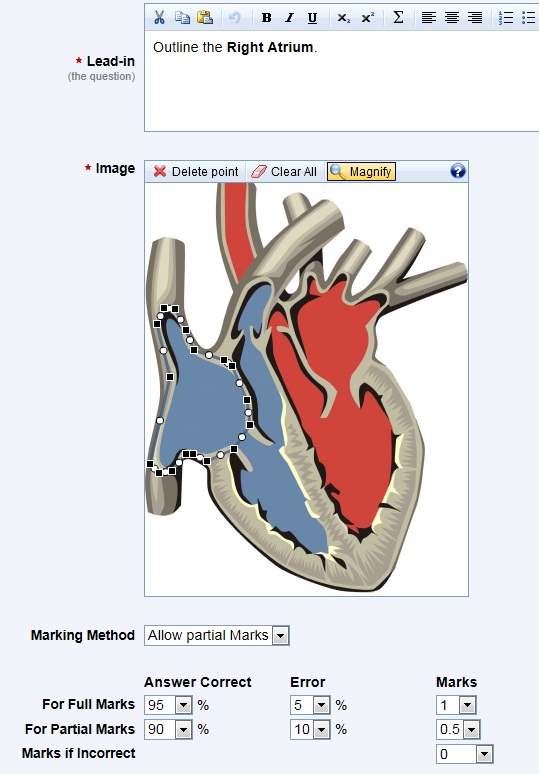 B I U x₂ x² Σ
* Lead-in
(the question)
Outline the Right Atrium.
* Image
Delete point Clear All Magnify ?
Marking Method Allow partial Marks
Answer Correct Error Marks
For Full Marks 95 % 5 % 1
For Partial Marks 90 % 10 % 0.5
Marks if Incorrect 0